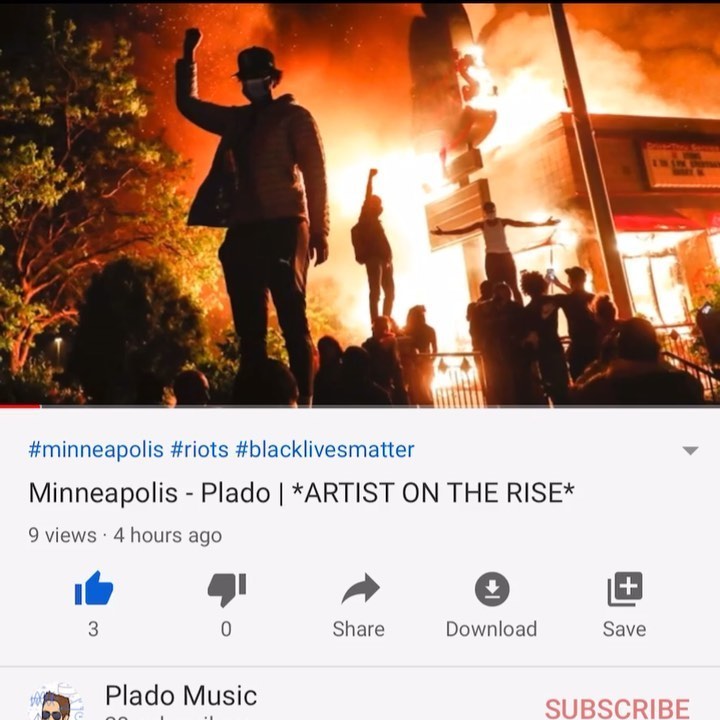 #minneapolis #riots #blacklivesmatter
Minneapolis - Plado | *ARTIST ON THE RISE*
9 views · 4 hours ago
3
0
Share
Download
Save
Plado Music
SUBSCRIBE